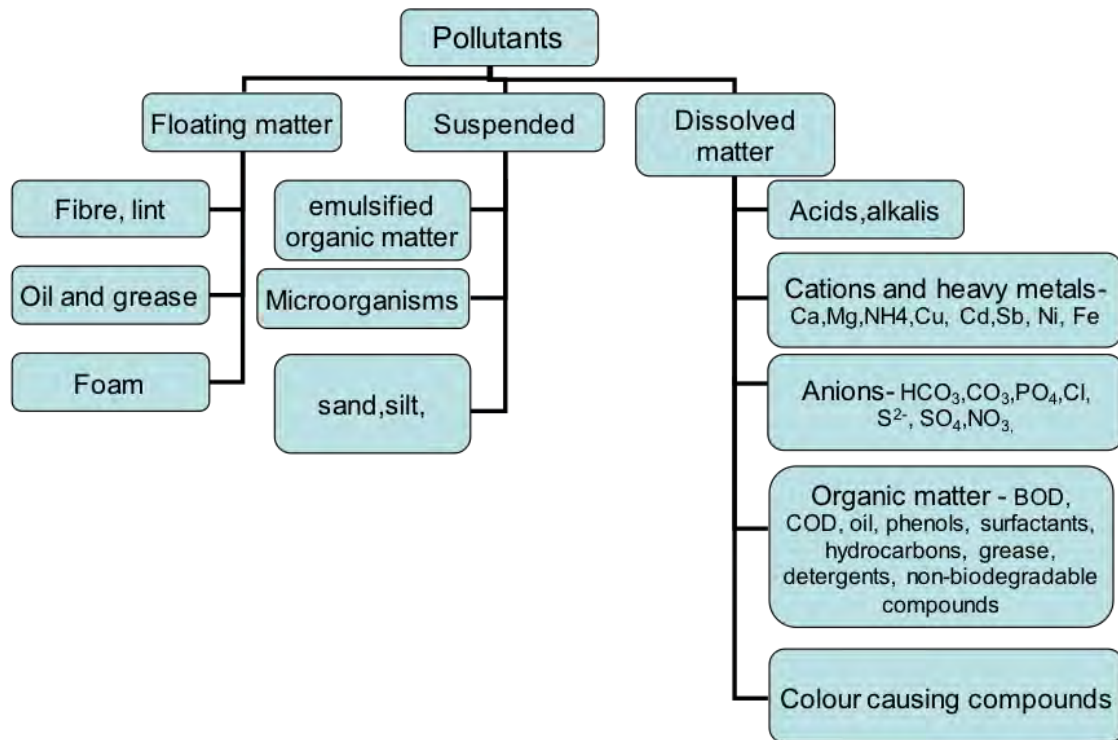 Pollutants
Floating matter
Fibre, lint
Oil and grease
Foam
Suspended
emulsified
organic matter
Microorganisms
sand,silt,
Dissolved
matter
Acids,alkalis
Cations and heavy metals-
Ca,Mg,NH4,Cu, Cd,Sb, Ni, Fe
Anions- HCO₃,CO₃,PO₄,Cl,
S²⁻, SO₄,NO₃,
Organic matter - BOD,
COD, oil, phenols, surfactants,
hydrocarbons, grease,
detergents, non-biodegradable
compounds
Colour causing compounds